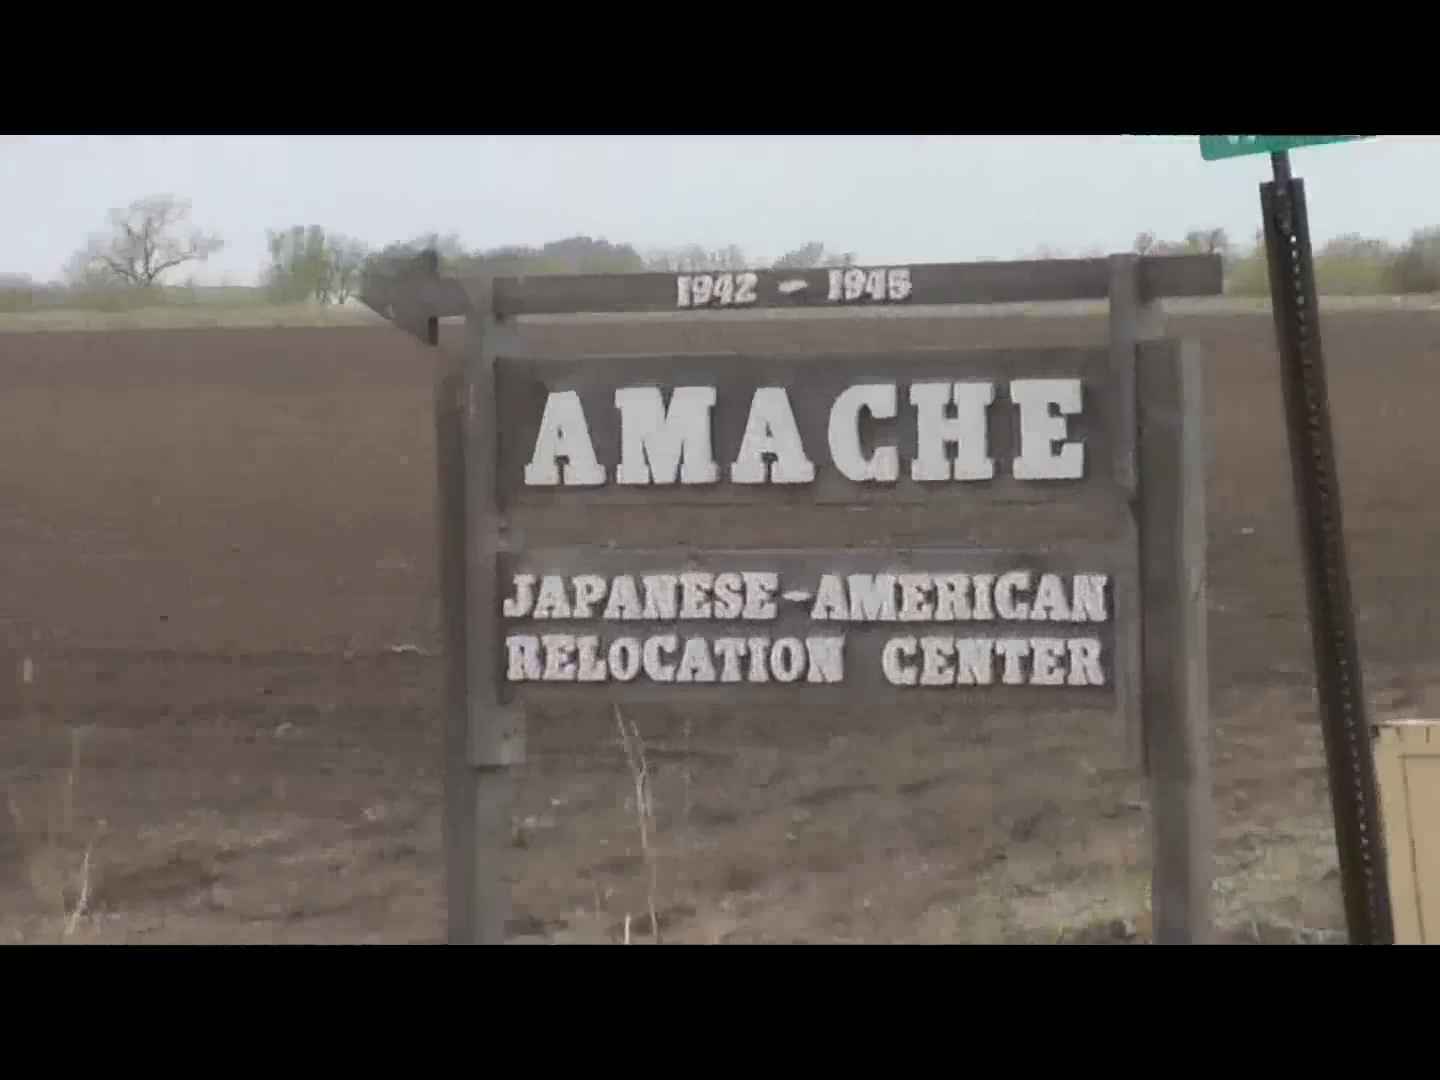 1942 - 1945
AMACHE
JAPANESE-AMERICAN
RELOCATION CENTER